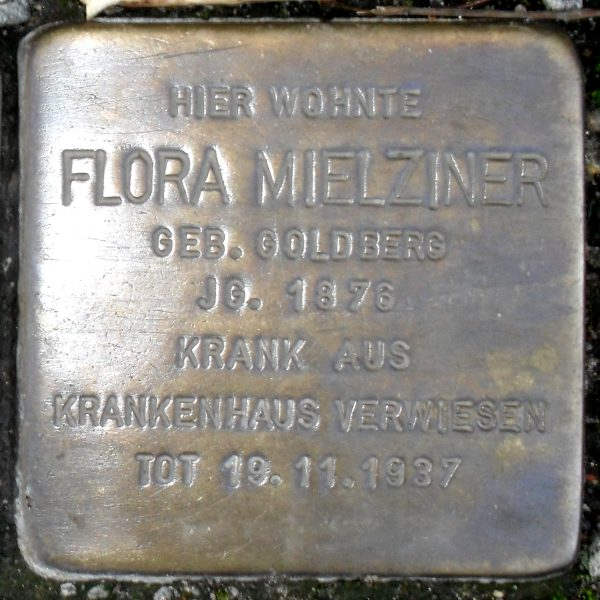 HIER WOHNTE
FLORA MIELZINER
GEB. GOLDBERG
JG. 1876
KRANK AUS
KRANKENHAUS VERWIESEN
TOT 19.11.1937